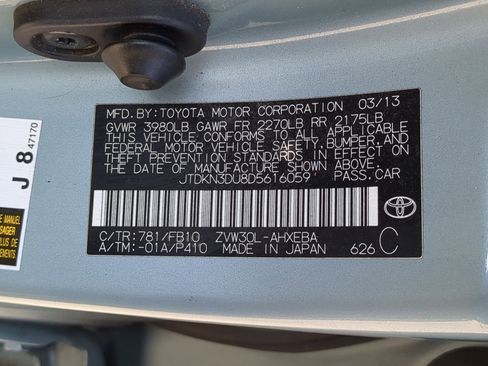 MFD. BY: TOYOTA MOTOR CORPORATION 03/13
GVWR 3980LB GAWR FR 2270LB RR 2175LB
THIS VEHICLE CONFORMS TO ALL APPLICABLE
FEDERAL MOTOR VEHICLE SAFETY, BUMPER, AND
THEFT PREVENTION STANDARDS IN EFFECT ON
THE DATE OF MANUFACTURE SHOWN ABOVE.
JTDKN3DU8D5616059 PASS. CAR
C/TR: 781/FB10 ZVW30L-AHXEBA
A/TM: -01A/P410 MADE IN JAPAN 626 C
TOYOTA
J 8 47170